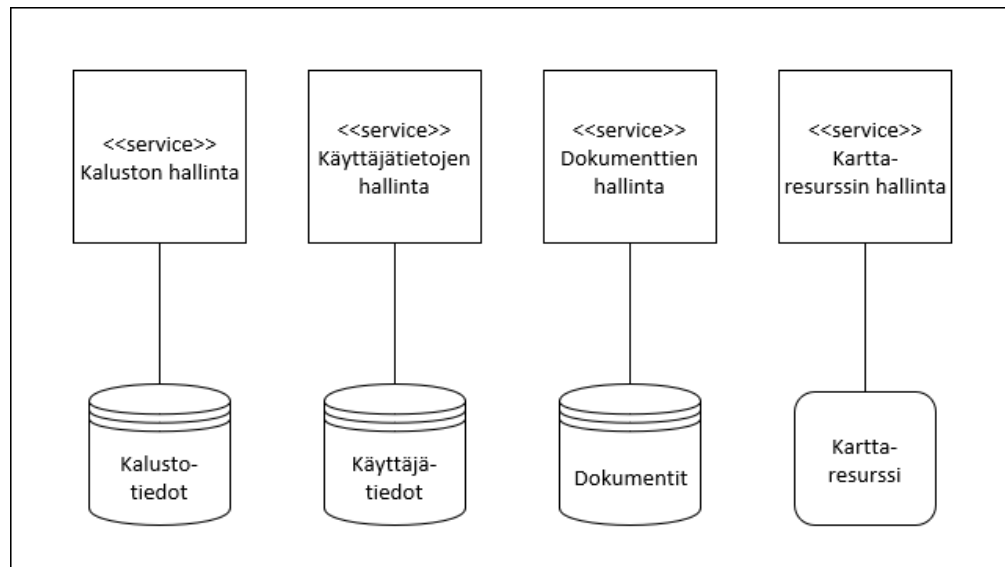 <<service>>
Kaluston hallinta
<<service>>
Käyttäjätietojen
hallinta
<<service>>
Dokumenttien
hallinta
<<service>>
Kartta-
resurssin hallinta
Kalusto-
tiedot
Käyttäjä-
tiedot
Dokumentit
Kartta-
resurssi